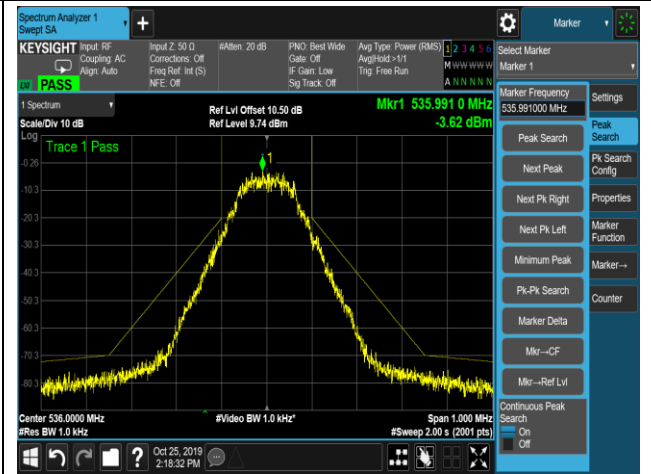 Spectrum Analyzer 1
Swept SA
+
Marker
KEYSIGHT
Input: RF
Coupling: AC
Align: Auto
Input Z: 50 Ω
Corrections: Off
Freq Ref: Int (S)
NFE: Off
#Atten: 20 dB
PNO: Best Wide
Gate: Off
IF Gain: Low
Sig Track: Off
Avg Type: Power (RMS)
Avg|Hold:>1/1
Trig: Free Run
1 2 3 4 5 6
M W W W W W
A N N N N N
PASS
Select Marker
Marker 1
Marker Frequency
535.991000 MHz
Settings
Peak Search
Peak
Search
Next Peak
Pk Search
Config
Next Pk Right
Properties
Next Pk Left
Marker
Function
Minimum Peak
Marker→
Pk-Pk Search
Counter
Marker Delta
Mkr→CF
Mkr→Ref Lvl
Continuous Peak
Search
On
Off
1 Spectrum
Scale/Div 10 dB
Ref Lvl Offset 10.50 dB
Ref Level 9.74 dBm
Mkr1 535.991 0 MHz
-3.62 dBm
Log
Trace 1 Pass
1
-0.26
-10.3
-20.3
-30.3
-40.3
-50.3
-60.3
-70.3
-80.3
Center 536.0000 MHz
#Video BW 1.0 kHz*
Span 1.000 MHz
#Res BW 1.0 kHz
#Sweep 2.00 s (2001 pts)
?
Oct 25, 2019
2:18:32 PM